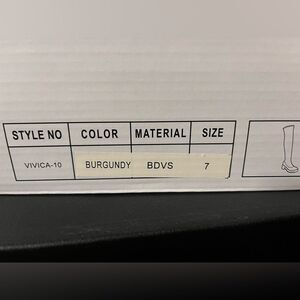 STYLE NO COLOR MATERIAL SIZE
VIVICA-10 BURGUNDY BDVS 7